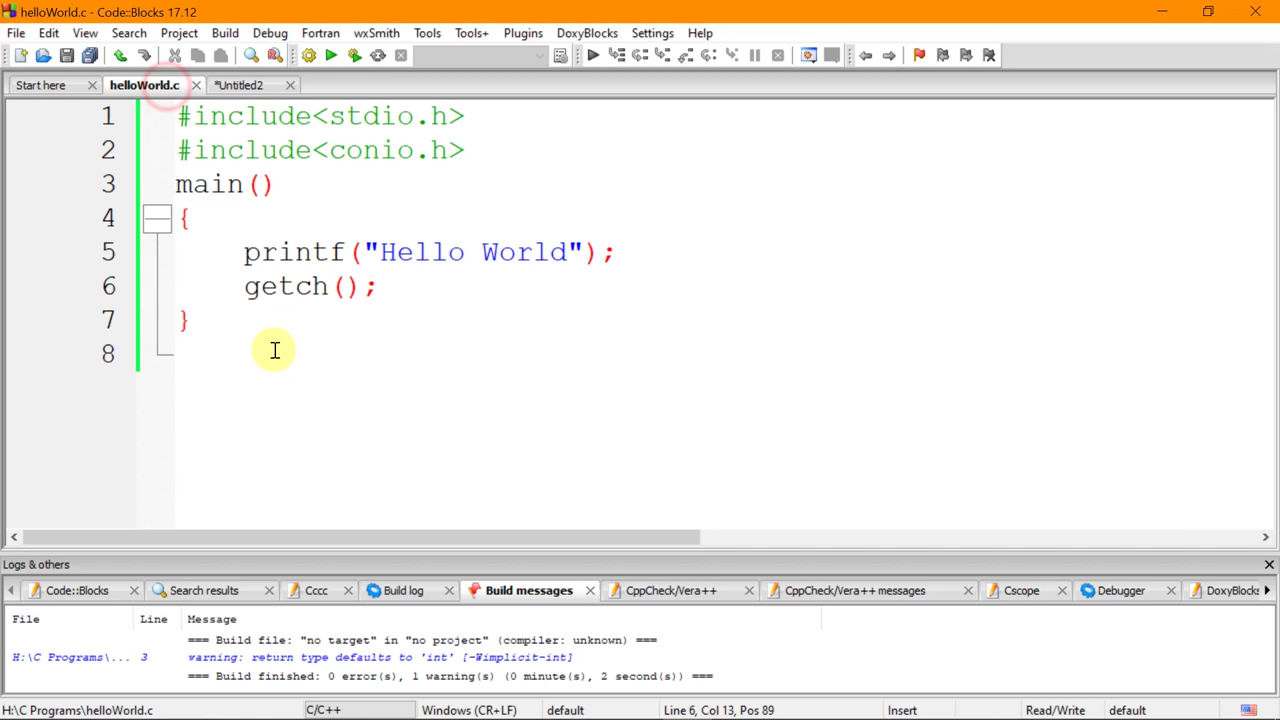 helloWorld.c - Code::Blocks 17.12
File Edit View Search Project Build Debug Fortran wxSmith Tools Tools+ Plugins DoxyBlocks Settings Help
Start here helloWorld.c *Untitled2
1 #include<stdio.h>
2 #include<conio.h>
3 main()
4 {
5 printf("Hello World");
6 getch();
7 }
8
Logs & others
Code::Blocks Search results Cccc Build log Build messages CppCheck/Vera++ CppCheck/Vera++ messages Cscope Debugger DoxyBlocks
File Line Message
=== Build file: "no target" in "no project" (compiler: unknown) ===
H:\C Programs\... 3 warning: return type defaults to 'int' [-Wimplicit-int]
=== Build finished: 0 error(s), 1 warning(s) (0 minute(s), 2 second(s)) ===
H:\C Programs\helloWorld.c C/C++ Windows (CR+LF) default Line 6, Col 13, Pos 89 Insert Read/Write default